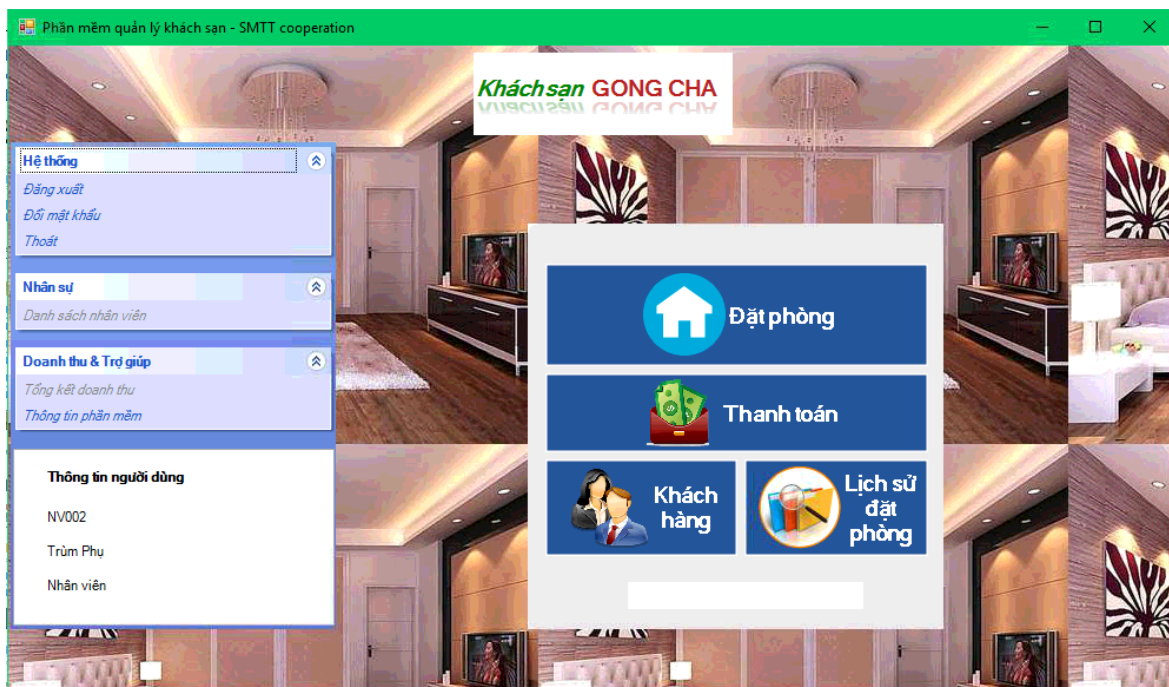 Phần mềm quản lý khách sạn - SMTT cooperation
Khách sạn GONG CHA
Hệ thống
Đăng xuất
Đổi mật khẩu
Thoát
Nhân sự
Danh sách nhân viên
Doanh thu & Trợ giúp
Tổng kết doanh thu
Thông tin phần mềm
Thông tin người dùng
NV002
Trùm Phụ
Nhân viên
Đặt phòng
Thanh toán
Khách
hàng
Lịch sử
đặt
phòng